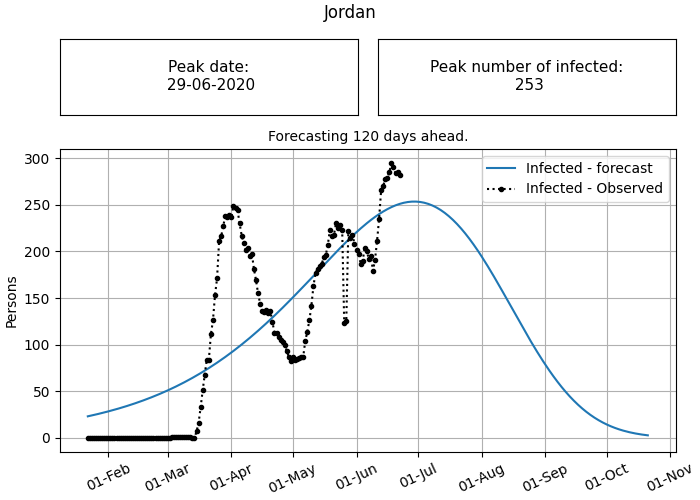 Jordan
Peak date:
29-06-2020
Peak number of infected:
253
Forecasting 120 days ahead.
Infected - forecast
Infected - Observed
Persons
300
250
200
150
100
50
0
01-Feb
01-Mar
01-Apr
01-May
01-Jun
01-Jul
01-Aug
01-Sep
01-Oct
01-Nov